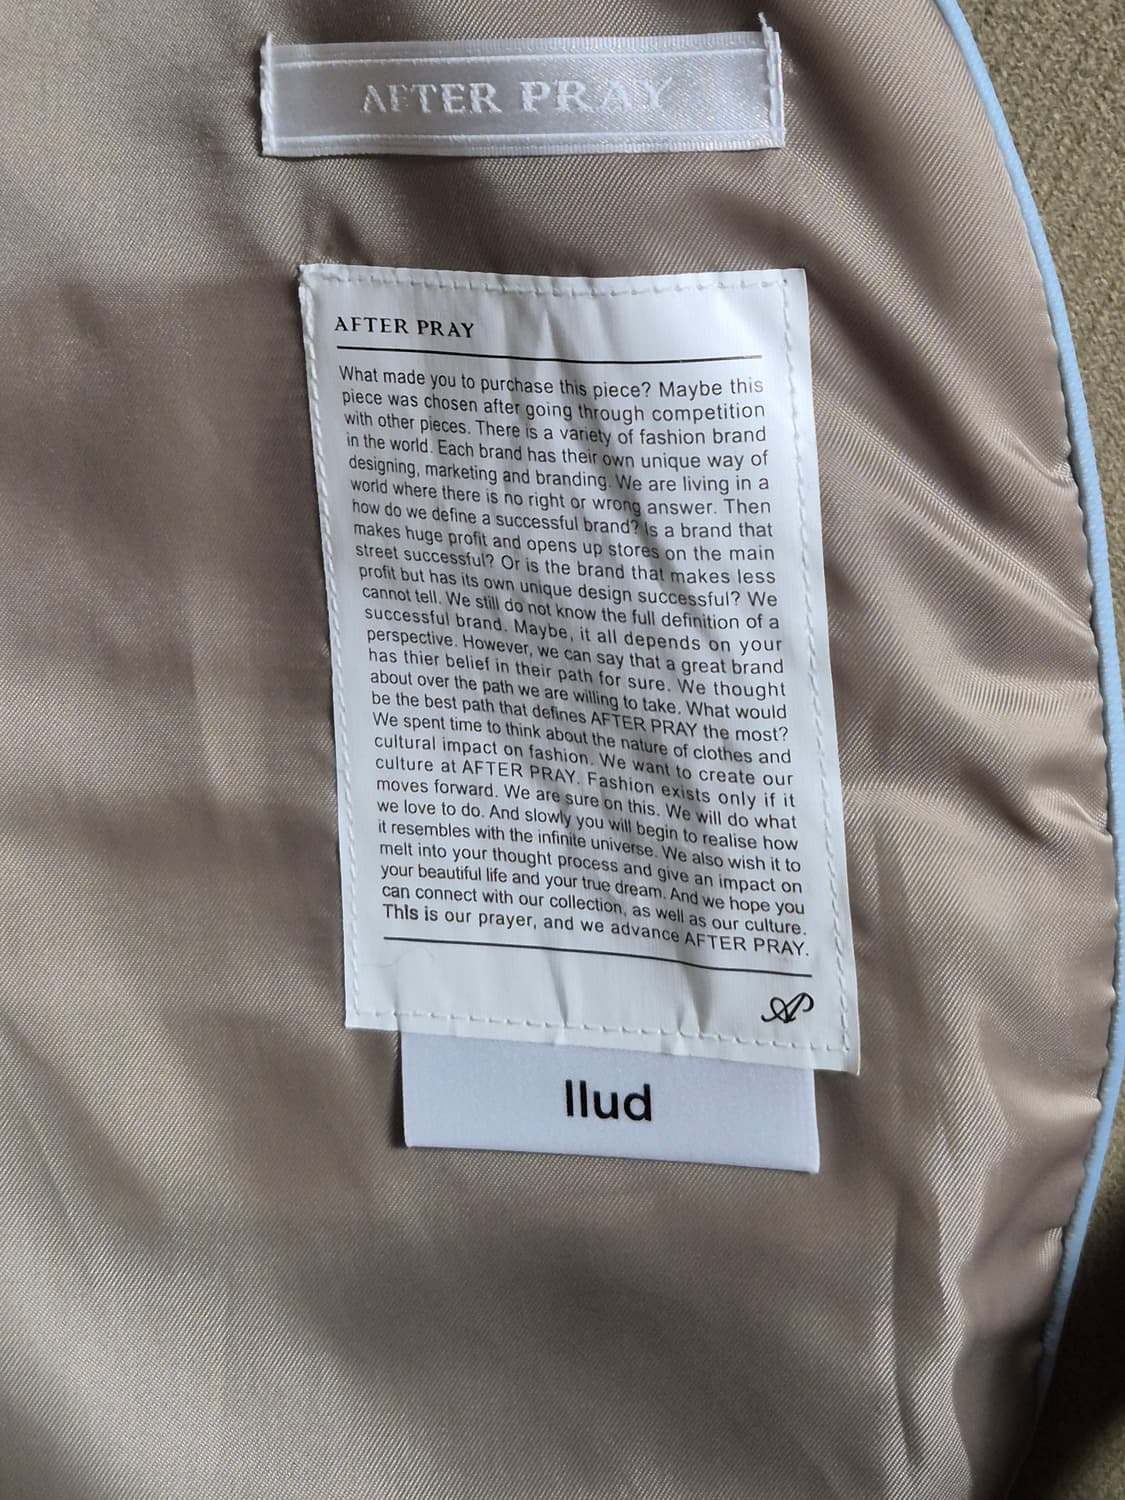 AFTER PRAY
AFTER PRAY
What made you to purchase this piece? Maybe this
piece was chosen after going through competition
with other pieces. There is a variety of fashion brand
in the world. Each brand has their own unique way of
designing, marketing and branding. We are living in a
world where there is no right or wrong answer. Then
how do we define a successful brand? Is a brand that
makes huge profit and opens up stores on the main
street successful? Or is the brand that makes less
profit but has its own unique design successful? We
cannot tell. We still do not know the full definition of a
successful brand. Maybe, it all depends on your
perspective. However, we can say that a great brand
has thier belief in their path for sure. We thought
about over the path we are willing to take. What would
be the best path that defines AFTER PRAY the most?
We spent time to think about the nature of clothes and
cultural impact on fashion. We want to create our
culture at AFTER PRAY. Fashion exists only if it
moves forward. We are sure on this. We will do what
we love to do. And slowly you will begin to realise how
it resembles with the infinite universe. We also wish it to
melt into your thought process and give an impact on
your beautiful life and your true dream. And we hope you
can connect with our collection, as well as our culture.
This is our prayer, and we advance AFTER PRAY.
AP
llud